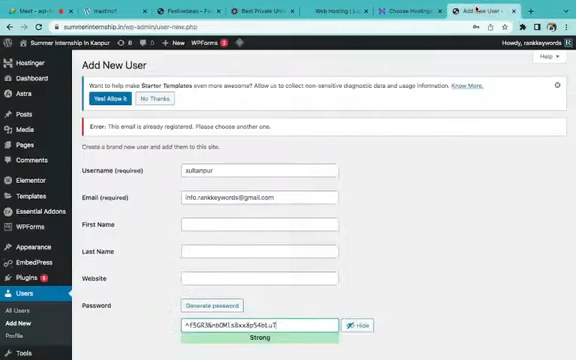 Meet - wp-t
mastino1
Festivebean - F
Best Private Uni
Web Hosting | Lo
Choose Hosting
Add New User -
summerinternship.in/wp-admin/user-new.php
Summer Internship In Kanpur
5
0
+ New
WPForms
Howdy, rankkeywords
Help
Hostinger
Dashboard
Astra
Posts
Media
Pages
Comments
Elementor
Templates
Essential Addons
WPForms
Appearance
EmbedPress
Plugins
Users
All Users
Add New
Profile
Tools
Add New User
Want to help make Starter Templates even more awesome? Allow us to collect non-sensitive diagnostic data and usage information. Know More.
Yes! Allow it
No Thanks
Error: This email is already registered. Please choose another one.
Create a brand new user and add them to this site.
Username (required)
sultanpur
Email (required)
info.rankkeywords@gmail.com
First Name
Last Name
Website
Password
Generate password
Hide
Strong